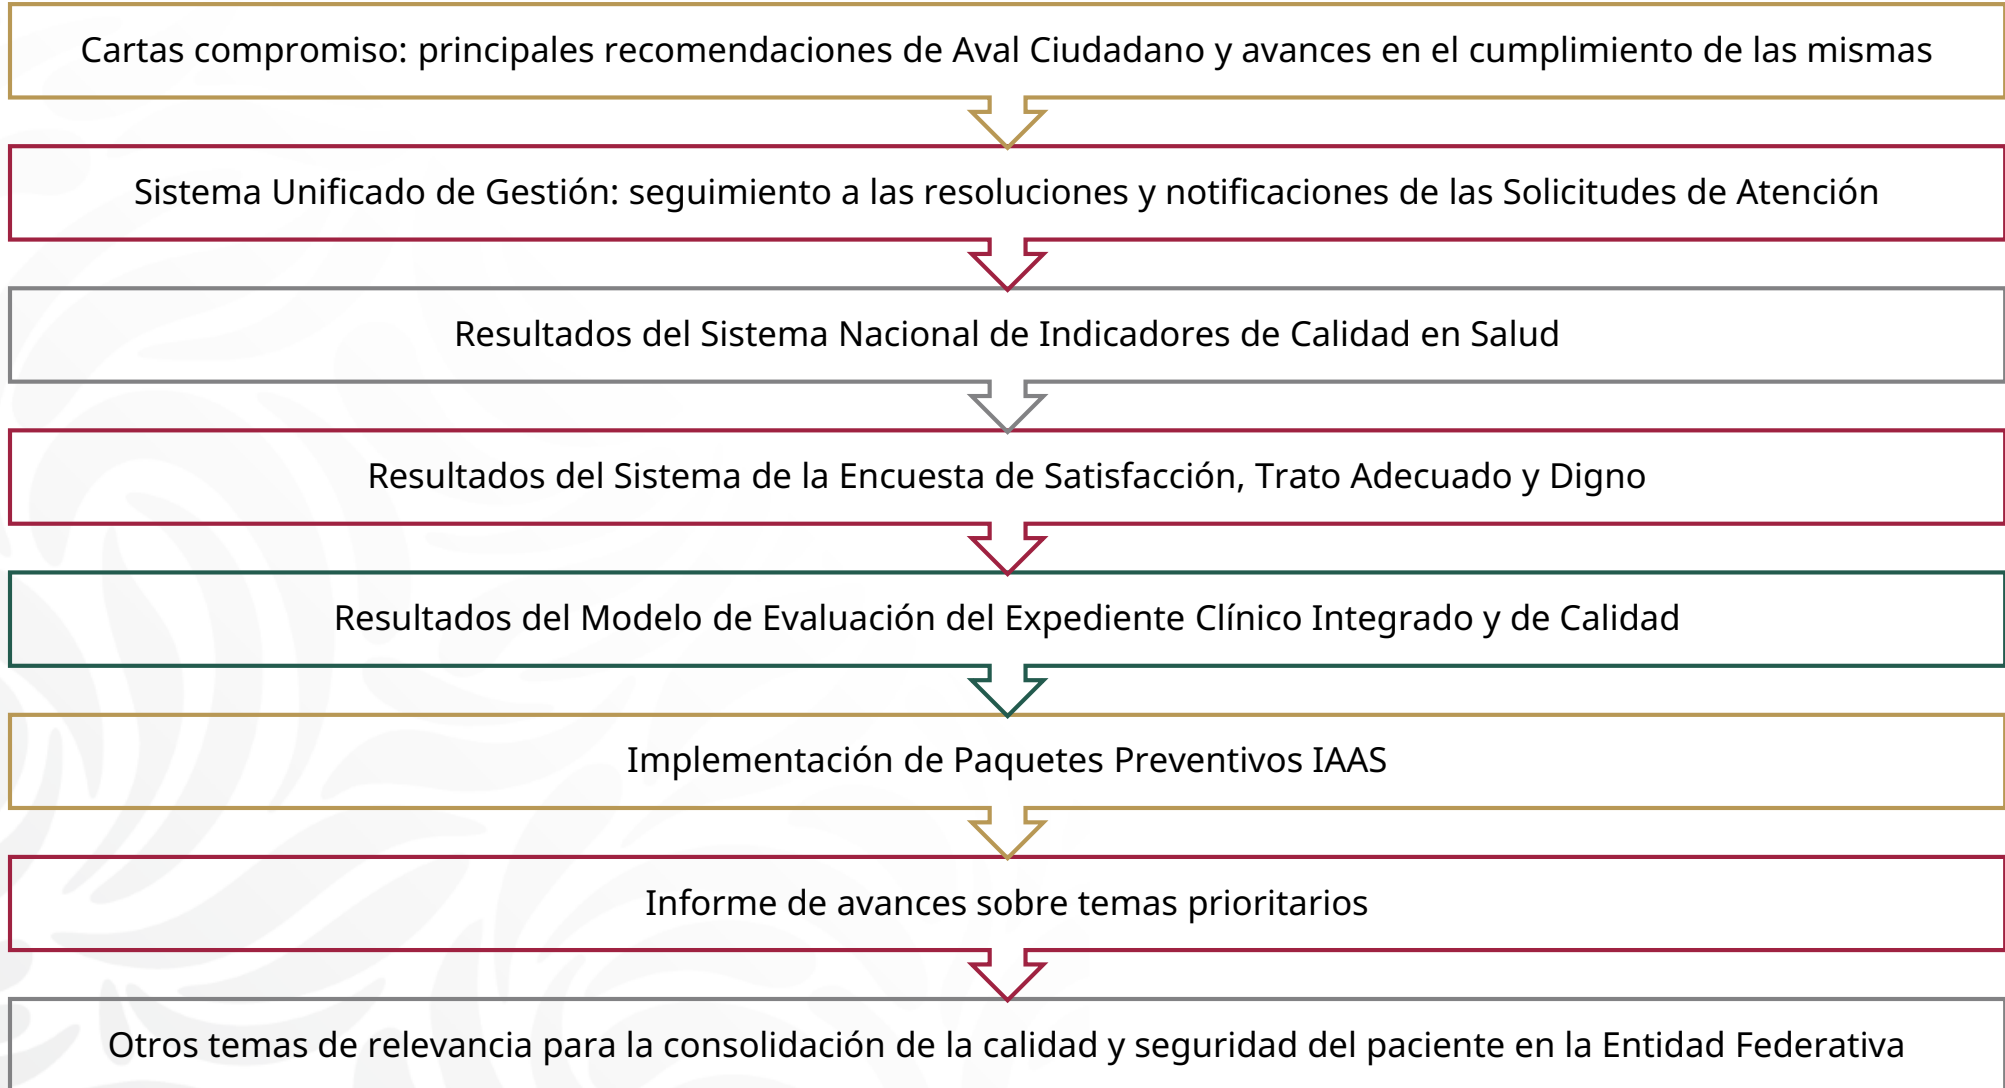 Cartas compromiso: principales recomendaciones de Aval Ciudadano y avances en el cumplimiento de las mismas
Sistema Unificado de Gestión: seguimiento a las resoluciones y notificaciones de las Solicitudes de Atención
Resultados del Sistema Nacional de Indicadores de Calidad en Salud
Resultados del Sistema de la Encuesta de Satisfacción, Trato Adecuado y Digno
Resultados del Modelo de Evaluación del Expediente Clínico Integrado y de Calidad
Implementación de Paquetes Preventivos IAAS
Informe de avances sobre temas prioritarios
Otros temas de relevancia para la consolidación de la calidad y seguridad del paciente en la Entidad Federativa